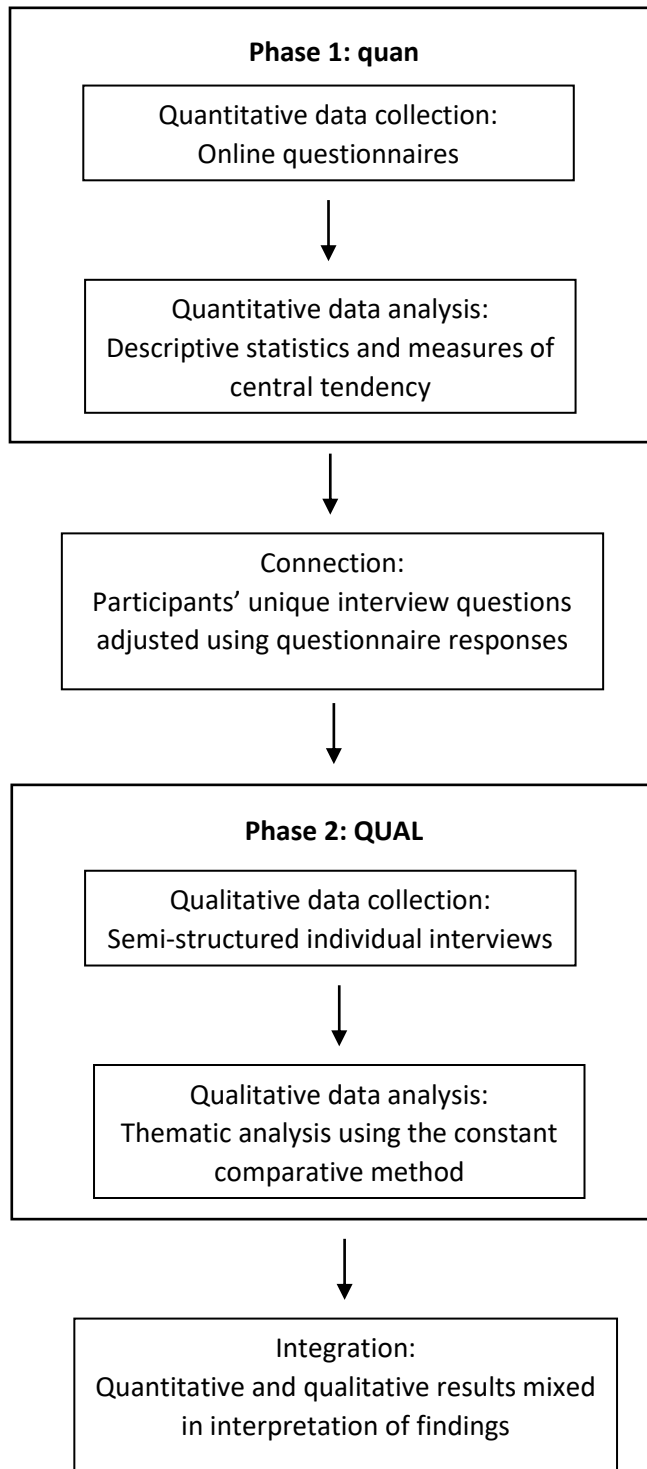 Phase 1: quan
Quantitative data collection:
Online questionnaires
Quantitative data analysis:
Descriptive statistics and measures of
central tendency
Connection:
Participants’ unique interview questions
adjusted using questionnaire responses
Phase 2: QUAL
Qualitative data collection:
Semi-structured individual interviews
Qualitative data analysis:
Thematic analysis using the constant
comparative method
Integration:
Quantitative and qualitative results mixed
in interpretation of findings